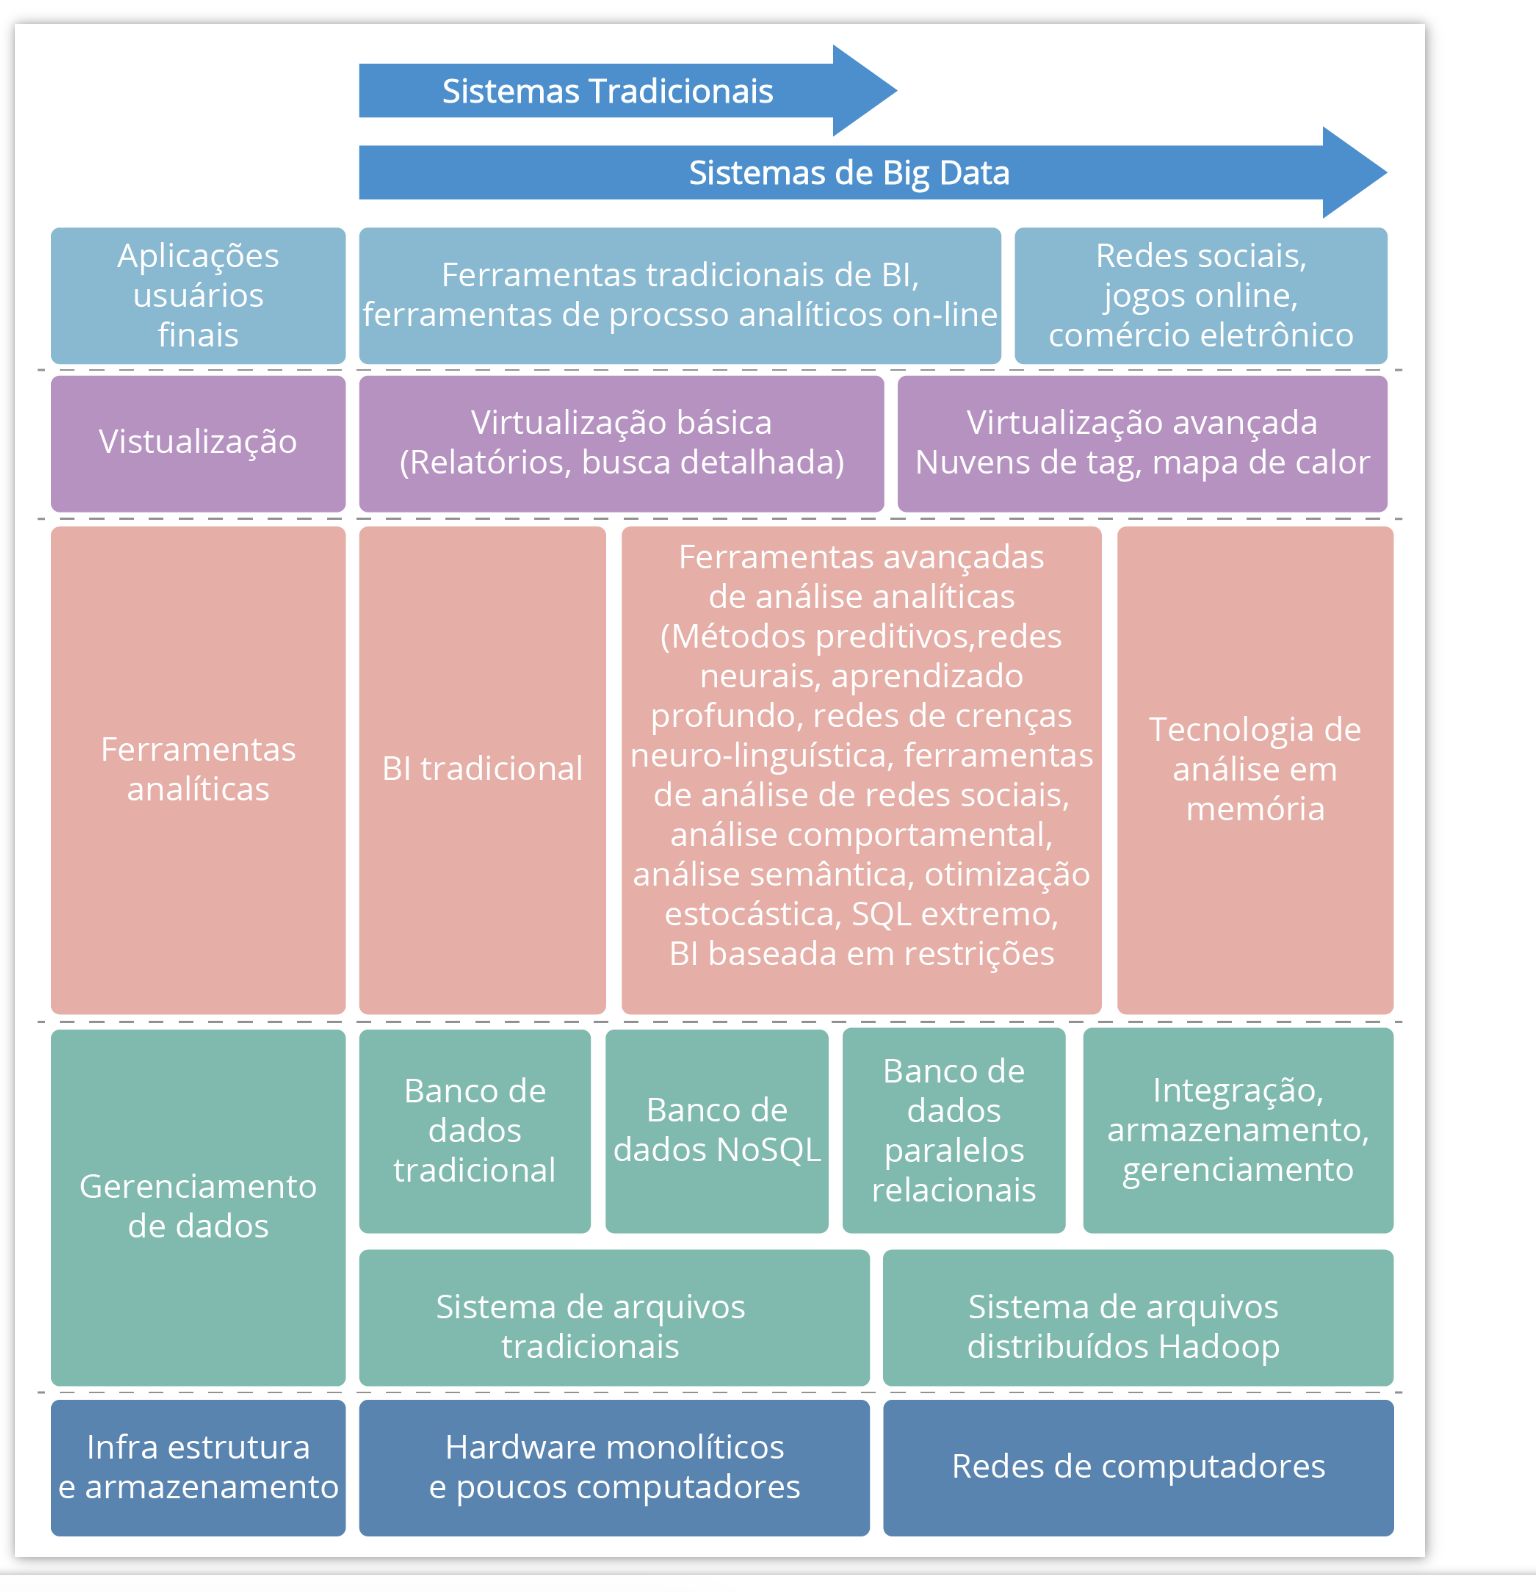 Sistemas Tradicionais
Sistemas de Big Data
Aplicações
usuários
finais
Ferramentas tradicionais de BI,
ferramentas de procsso analíticos on-line
Redes sociais,
jogos online,
comércio eletrônico
Vistualização
Virtualização básica
(Relatórios, busca detalhada)
Virtualização avançada
Nuvens de tag, mapa de calor
Ferramentas
analíticas
BI tradicional
Ferramentas avançadas
de análise analíticas
(Métodos preditivos,redes
neurais, aprendizado
profundo, redes de crenças
neuro-linguística, ferramentas
de análise de redes sociais,
análise comportamental,
análise semântica, otimização
estocástica, SQL extremo,
BI baseada em restrições
Tecnologia de
análise em
memória
Gerenciamento
de dados
Banco de
dados
tradicional
Banco de
dados NoSQL
Banco de
dados
paralelos
relacionais
Integração,
armazenamento,
gerenciamento
Sistema de arquivos
tradicionais
Sistema de arquivos
distribuídos Hadoop
Infra estrutura
e armazenamento
Hardware monolíticos
e poucos computadores
Redes de computadores